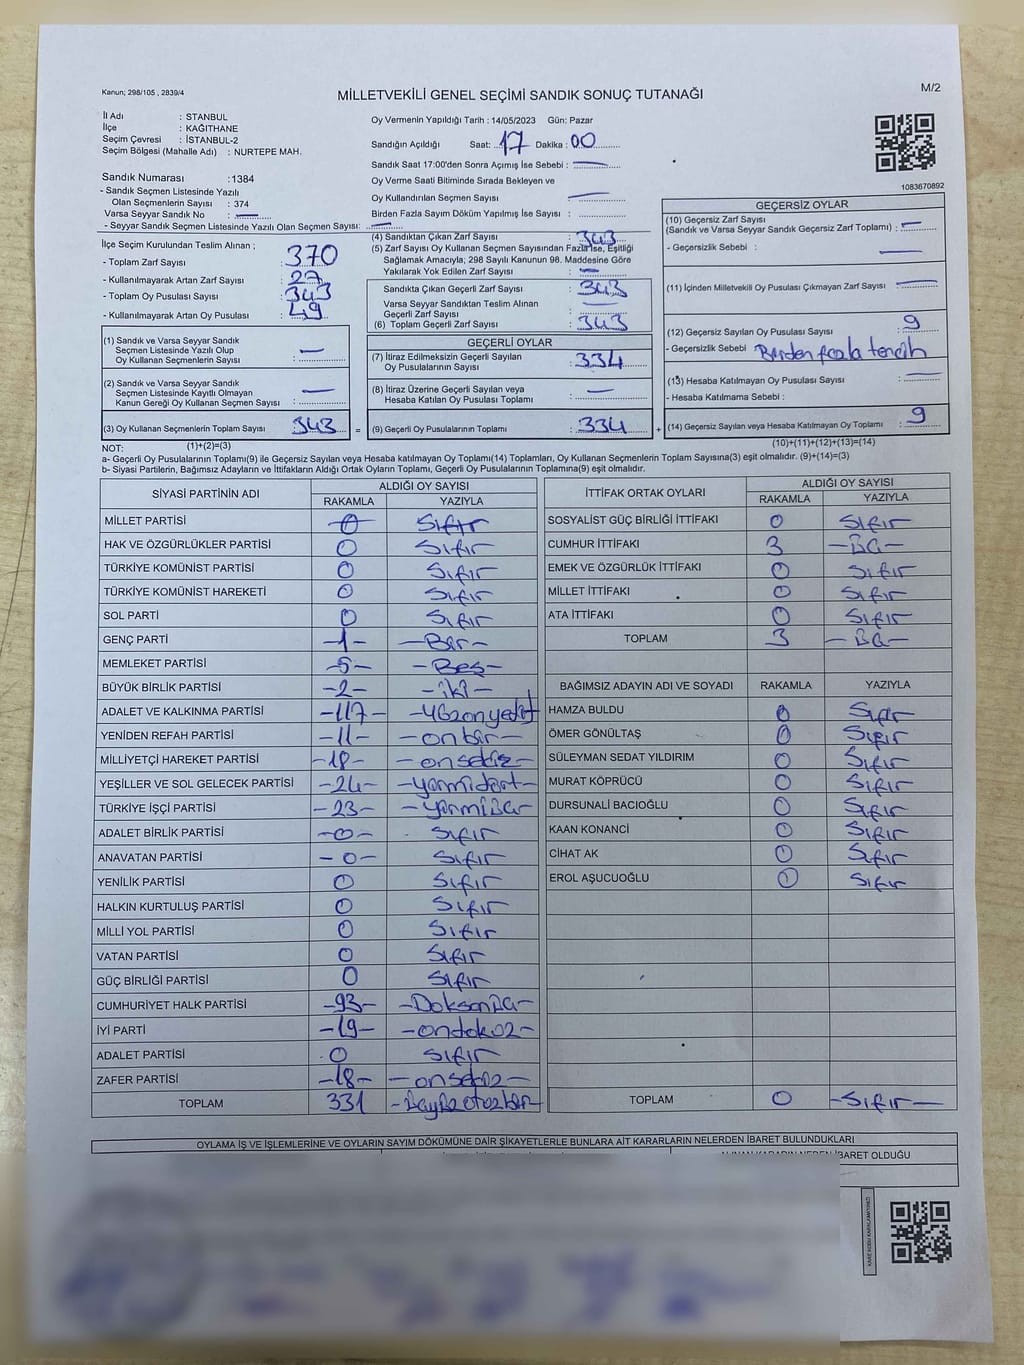 Kanun; 298/105 , 2839/4
MİLLETVEKİLİ GENEL SEÇİMİ SANDIK SONUÇ TUTANAĞI
M/2
İl Adı : İSTANBUL
İlçe : KAĞITHANE
Seçim Çevresi : İSTANBUL-2
Seçim Bölgesi (Mahalle Adı) : NURTEPE MAH.
Oy Vermenin Yapıldığı Tarih : 14/05/2023 Gün: Pazar
Sandığın Açıldığı Saat: 17 Dakika : 00
Sandık Saat 17:00'den Sonra Açımış İse Sebebi : —
Oy Verme Saati Bitiminde Sırada Bekleyen ve
Oy Kullandırılan Seçmen Sayısı : —
Birden Fazla Sayım Döküm Yapılmış İse Sayısı :
1083670892
Sandık Numarası : 1384
- Sandık Seçmen Listesinde Yazılı
Olan Seçmenlerin Sayısı : 374
Varsa Seyyar Sandık No : —
- Seyyar Sandık Seçmen Listesinde Yazılı Olan Seçmen Sayısı: —
İlçe Seçim Kurulundan Teslim Alınan ;
- Toplam Zarf Sayısı : 370
- Kullanılmayarak Artan Zarf Sayısı : 27
- Toplam Oy Pusulası Sayısı : 343
- Kullanılmayarak Artan Oy Pusulası : 49
(1) Sandık ve Varsa Seyyar Sandık
Seçmen Listesinde Yazılı Olup
Oy Kullanan Seçmenlerin Sayısı : —
(2) Sandık ve Varsa Seyyar Sandık
Seçmen Listesinde Kayıtlı Olmayan
Kanun Gereği Oy Kullanan Seçmen Sayısı : —
(3) Oy Kullanan Seçmenlerin Toplam Sayısı : 343
(4) Sandıktan Çıkan Zarf Sayısı : 343
(5) Zarf Sayısı Oy Kullanan Seçmen Sayısından Fazla İse, Eşitliği
Sağlamak Amacıyla; 298 Sayılı Kanunun 98. Maddesine Göre
Yakılarak Yok Edilen Zarf Sayısı : —
Sandıkta Çıkan Geçerli Zarf Sayısı : 343
Varsa Seyyar Sandıktan Teslim Alınan
Geçerli Zarf Sayısı : —
(6) Toplam Geçerli Zarf Sayısı : 343
GEÇERLİ OYLAR
(7) İtiraz Edilmeksizin Geçerli Sayılan
Oy Pusulalarının Sayısı : 334
(8) İtiraz Üzerine Geçerli Sayılan veya
Hesaba Katılan Oy Pusulası Toplamı : —
= (9) Geçerli Oy Pusulalarının Toplamı : 334 +
GEÇERSİZ OYLAR
(10) Geçersiz Zarf Sayısı
(Sandık ve Varsa Seyyar Sandık Geçersiz Zarf Toplamı) : —
- Geçersizlik Sebebi : —
(11) İçinden Milletvekili Oy Pusulası Çıkmayan Zarf Sayısı : —
(12) Geçersiz Sayılan Oy Pusulası Sayısı : 9
- Geçersizlik Sebebi : Birden fazla tercih
(13) Hesaba Katılmayan Oy Pusulası Sayısı : —
- Hesaba Katılmama Sebebi :
(14) Geçersiz Sayılan veya Hesaba Katılmayan Oy Toplamı : 9
NOT: (1)+(2)=(3)
(10)+(11)+(12)+(13)=(14)
a- Geçerli Oy Pusulalarının Toplamı(9) ile Geçersiz Sayılan veya Hesaba katılmayan Oy Toplamı(14) Toplamları, Oy Kullanan Seçmenlerin Toplam Sayısına(3) eşit olmalıdır. (9)+(14)=(3)
b- Siyasi Partilerin, Bağımsız Adayların ve İttifakların Aldığı Ortak Oyların Toplamı, Geçerli Oy Pusulalarının Toplamına(9) eşit olmalıdır.
SİYASİ PARTİNİN ADI ALDIĞI OY SAYISI
RAKAMLA YAZIYLA
MİLLET PARTİSİ 0 Sıfır
HAK VE ÖZGÜRLÜKLER PARTİSİ 0 Sıfır
TÜRKİYE KOMÜNİST PARTİSİ 0 Sıfır
TÜRKİYE KOMÜNİST HAREKETİ 0 Sıfır
SOL PARTİ 0 Sıfır
GENÇ PARTİ -1- -Bir-
MEMLEKET PARTİSİ -5- -Beş-
BÜYÜK BİRLİK PARTİSİ -2- -iki-
ADALET VE KALKINMA PARTİSİ -117- -Yüzonyedi-
YENİDEN REFAH PARTİSİ -11- -onbir-
MİLLİYETÇİ HAREKET PARTİSİ -18- -onsekiz-
YEŞİLLER VE SOL GELECEK PARTİSİ -24- -yirmidört-
TÜRKİYE İŞÇİ PARTİSİ -23- -yirmiüç-
ADALET BİRLİK PARTİSİ -0- Sıfır
ANAVATAN PARTİSİ -0- Sıfır
YENİLİK PARTİSİ 0 Sıfır
HALKIN KURTULUŞ PARTİSİ 0 Sıfır
MİLLİ YOL PARTİSİ 0 Sıfır
VATAN PARTİSİ 0 Sıfır
GÜÇ BİRLİĞİ PARTİSİ 0 Sıfır
CUMHURİYET HALK PARTİSİ -93- -Doksanüç-
İYİ PARTİ -19- -ondokuz-
ADALET PARTİSİ 0 Sıfır
ZAFER PARTİSİ -18- -onsekiz-
TOPLAM 331 -üçyüzotuzbir-
İTTİFAK ORTAK OYLARI ALDIĞI OY SAYISI
RAKAMLA YAZIYLA
SOSYALİST GÜÇ BİRLİĞİ İTTİFAKI 0 Sıfır
CUMHUR İTTİFAKI 3 -üç-
EMEK VE ÖZGÜRLÜK İTTİFAKI 0 Sıfır
MİLLET İTTİFAKI 0 Sıfır
ATA İTTİFAKI 0 Sıfır
TOPLAM 3 -üç-
BAĞIMSIZ ADAYIN ADI VE SOYADI RAKAMLA YAZIYLA
HAMZA BULDU 0 Sıfır
ÖMER GÖNÜLTAŞ 0 Sıfır
SÜLEYMAN SEDAT YILDIRIM 0 Sıfır
MURAT KÖPRÜCÜ 0 Sıfır
DURSUNALİ BACIOĞLU 0 Sıfır
KAAN KONANCİ 0 Sıfır
CİHAT AK 0 Sıfır
EROL AŞUCUOĞLU 0 Sıfır
TOPLAM 0 -Sıfır-
OYLAMA İŞ VE İŞLEMLERİNE VE OYLARIN SAYIM DÖKÜMÜNE DAİR ŞİKAYETLERLE BUNLARA AİT KARARLARIN NELERDEN İBARET BULUNDUKLARI
İBARET OLDUĞU